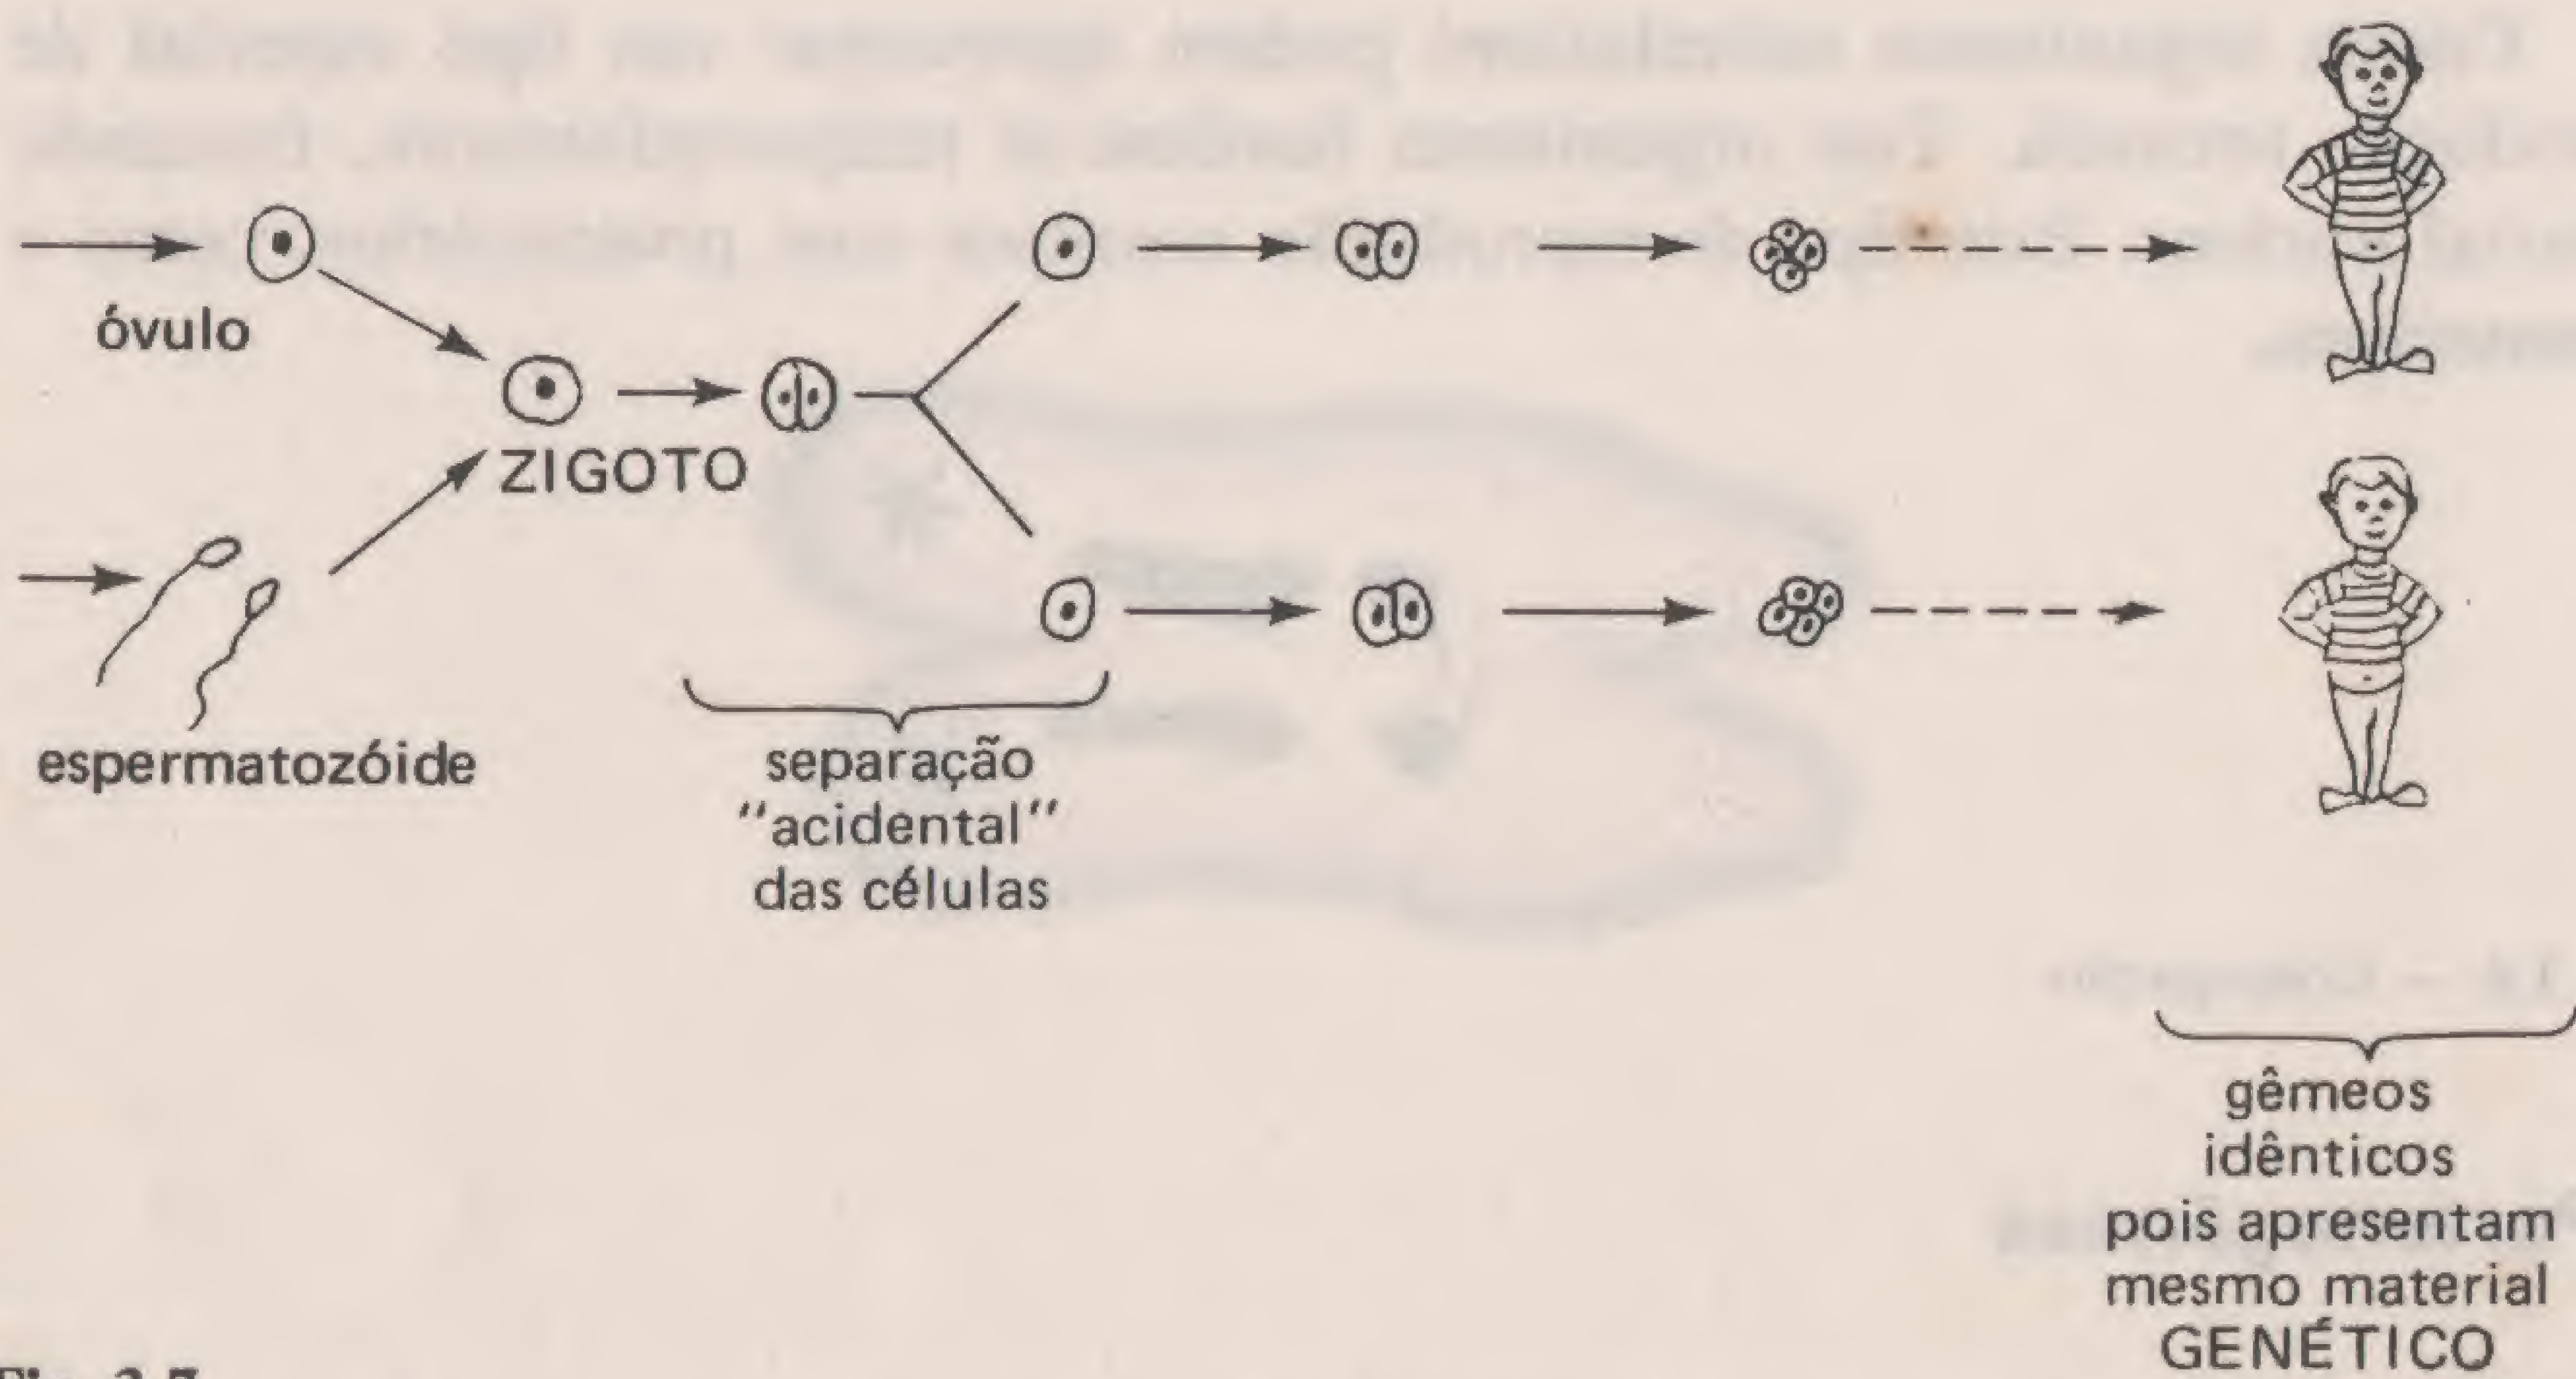 óvulo
ZIGOTO
espermatozóide
separação
"acidental"
das células
gêmeos
idênticos
pois apresentam
mesmo material
GENÉTICO